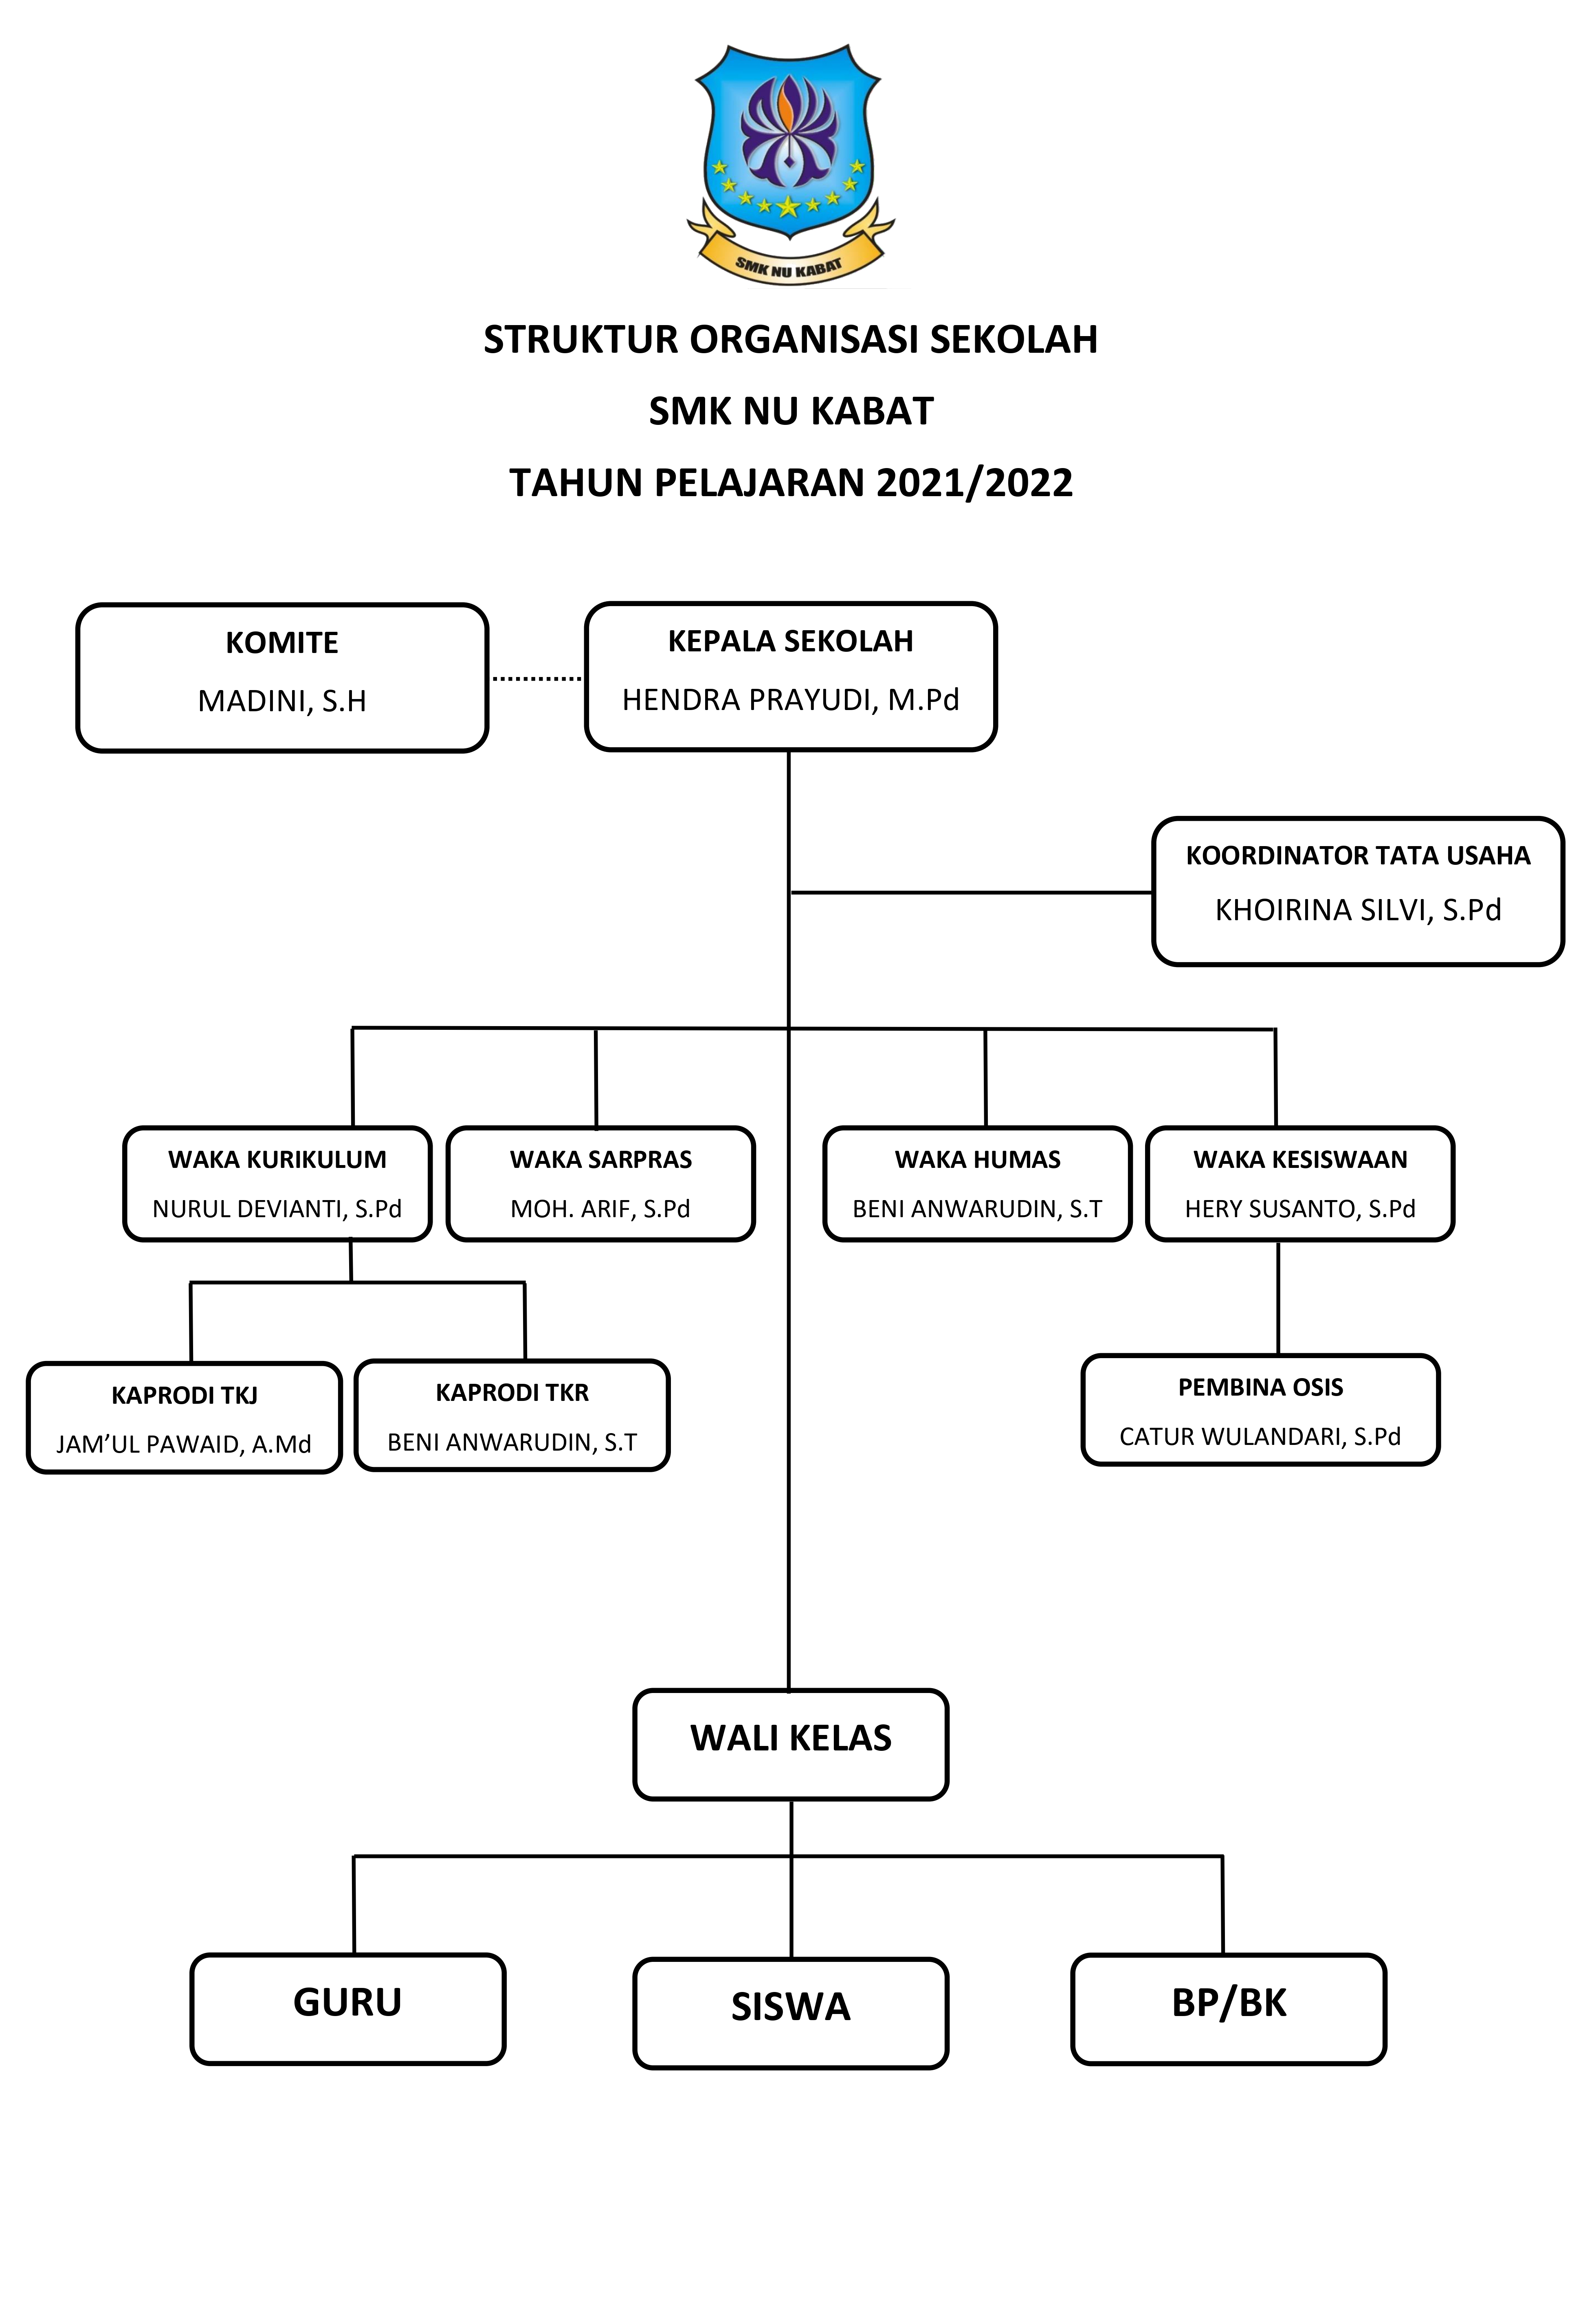 SMK NU KABAT
STRUKTUR ORGANISASI SEKOLAH
SMK NU KABAT
TAHUN PELAJARAN 2021/2022
KOMITE
MADINI, S.H
KEPALA SEKOLAH
HENDRA PRAYUDI, M.Pd
KOORDINATOR TATA USAHA
KHOIRINA SILVI, S.Pd
WAKA KURIKULUM
NURUL DEVIANTI, S.Pd
WAKA SARPRAS
MOH. ARIF, S.Pd
WAKA HUMAS
BENI ANWARUDIN, S.T
WAKA KESISWAAN
HERY SUSANTO, S.Pd
KAPRODI TKJ
JAM’UL PAWAID, A.Md
KAPRODI TKR
BENI ANWARUDIN, S.T
PEMBINA OSIS
CATUR WULANDARI, S.Pd
WALI KELAS
GURU
SISWA
BP/BK